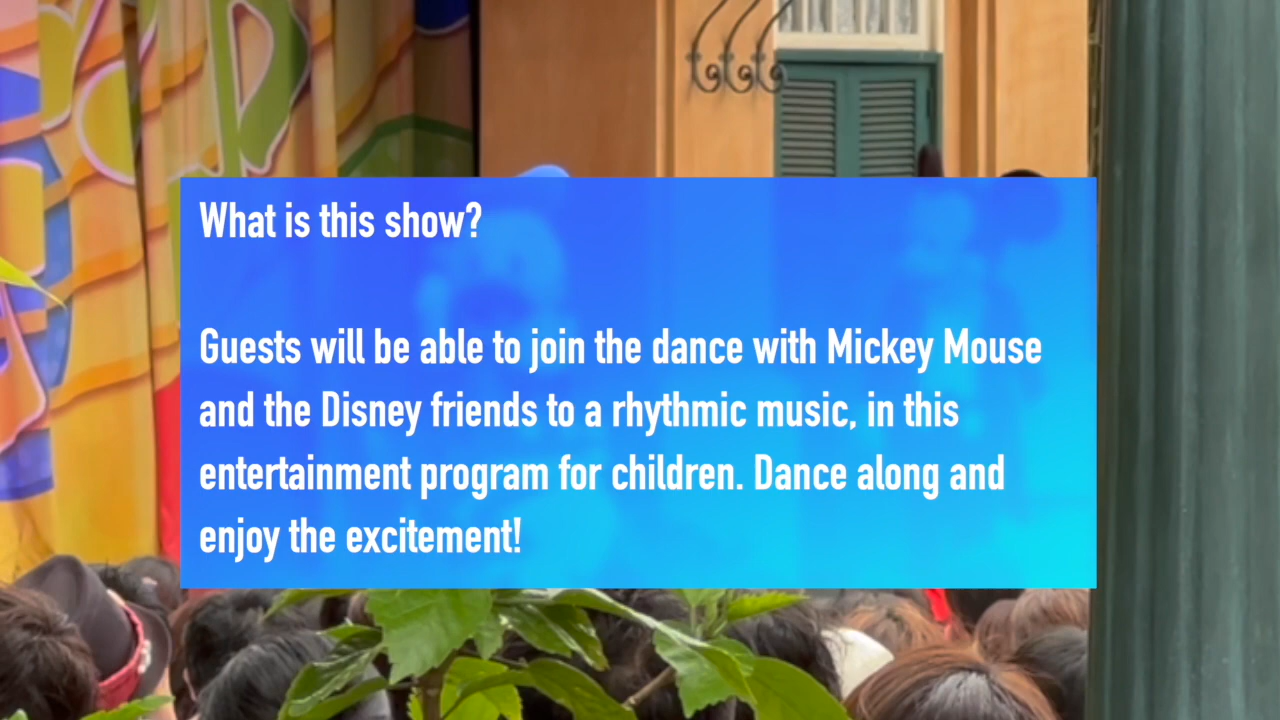 What is this show?
Guests will be able to join the dance with Mickey Mouse
and the Disney friends to a rhythmic music, in this
entertainment program for children. Dance along and
enjoy the excitement!